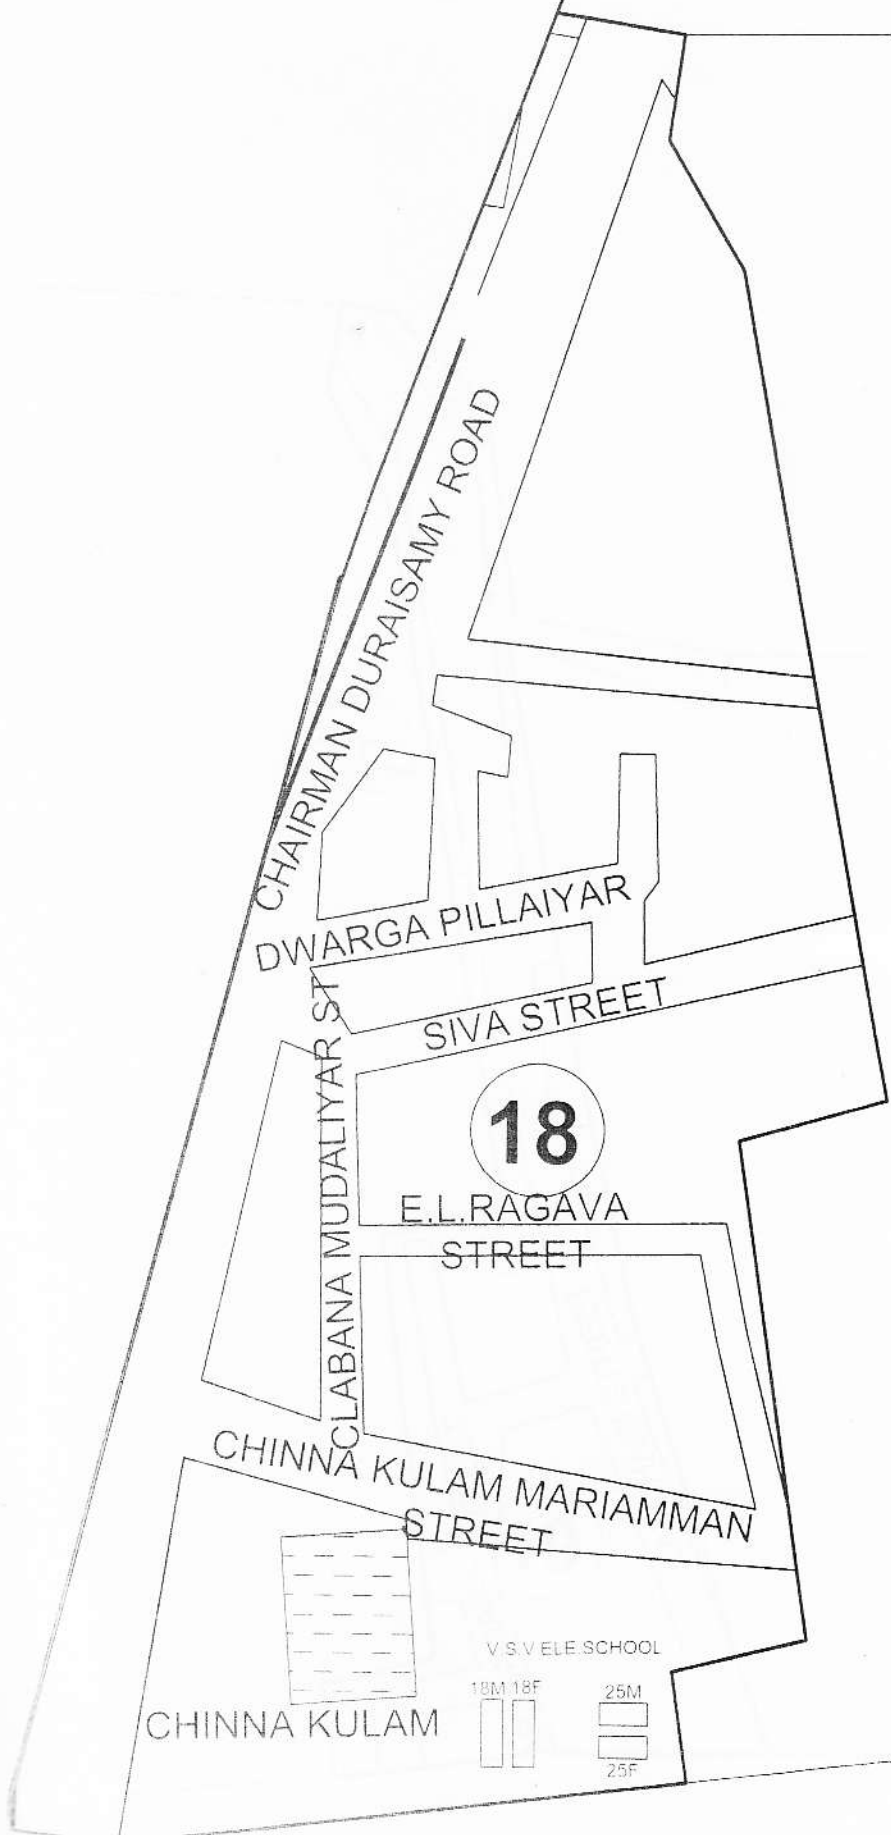 CHAIRMAN DURAISAMY ROAD
DWARGA PILLAIYAR
SIVA STREET
CLABANA MUDALIYAR ST
18
E.L.RAGAVA
STREET
CHINNA KULAM MARIAMMAN
STREET
V.S.V ELE.SCHOOL
18M 18F
25M
25F
CHINNA KULAM